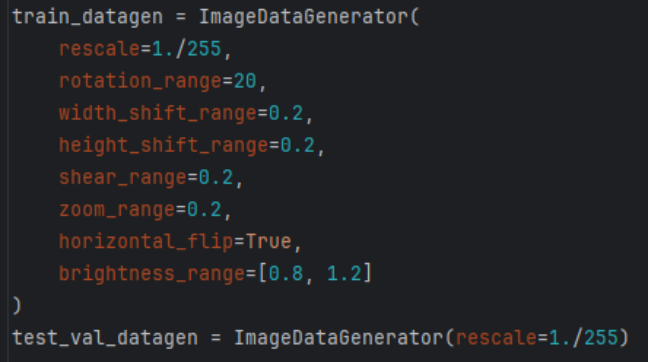 train_datagen = ImageDataGenerator(
    rescale=1./255,
    rotation_range=20,
    width_shift_range=0.2,
    height_shift_range=0.2,
    shear_range=0.2,
    zoom_range=0.2,
    horizontal_flip=True,
    brightness_range=[0.8, 1.2]
)
test_val_datagen = ImageDataGenerator(rescale=1./255)